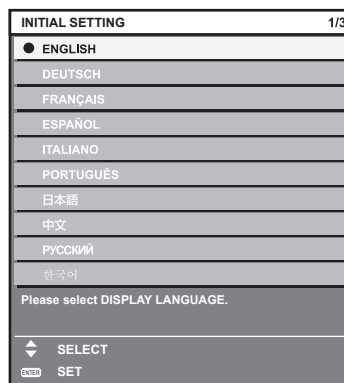 INITIAL SETTING 1/3
ENGLISH
DEUTSCH
FRANÇAIS
ESPAÑOL
ITALIANO
PORTUGUÊS
日本語
中文
РУССКИЙ
한국어
Please select DISPLAY LANGUAGE.
SELECT
ENTER SET